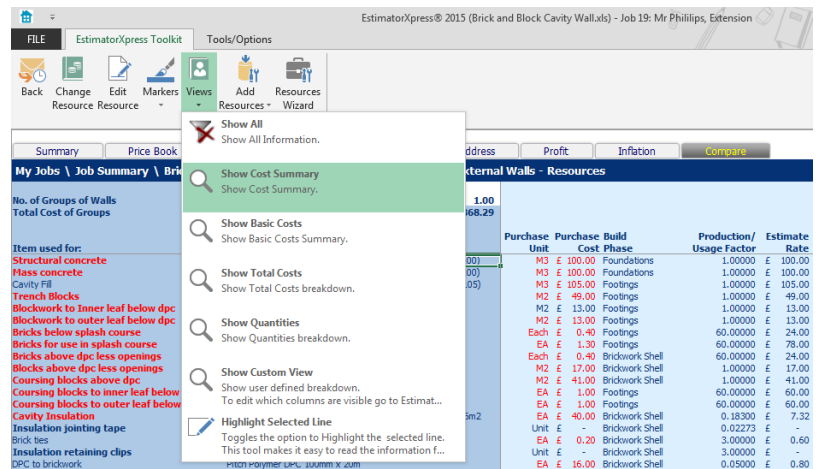 EstimatorXpress® 2015 (Brick and Block Cavity Wall.xls) - Job 19: Mr Phililips, Extension
FILE EstimatorXpress Toolkit Tools/Options
Back Change Resource Edit Resource Markers Views Add Resources Resources Wizard
Show All
Show All Information.
Show Cost Summary
Show Cost Summary.
Show Basic Costs
Show Basic Costs Summary.
Show Total Costs
Show Total Costs breakdown.
Show Quantities
Show Quantities breakdown.
Show Custom View
Show user defined breakdown.
To edit which columns are visible go to Estimat...
Highlight Selected Line
Toggles the option to Highlight the selected line.
This tool makes it easy to read the information f...
Summary Price Book ddress Profit Inflation Compare
My Jobs \ Job Summary \ Bri xternal Walls - Resources
No. of Groups of Walls 1.00
Total Cost of Groups 68.29
Purchase Purchase Build Production/ Estimate
Item used for: Unit Cost Phase Usage Factor Rate
Structural concrete 00) M3 £ 100.00 Foundations 1.00000 £ 100.00
Mass concrete 00) M3 £ 100.00 Foundations 1.00000 £ 100.00
Cavity Fill .05) M3 £ 105.00 Footings 1.00000 £ 105.00
Trench Blocks M2 £ 49.00 Footings 1.00000 £ 49.00
Blockwork to Inner leaf below dpc M2 £ 13.00 Footings 1.00000 £ 13.00
Blockwork to outer leaf below dpc M2 £ 13.00 Footings 1.00000 £ 13.00
Bricks below splash course Each £ 0.40 Footings 60.00000 £ 24.00
Bricks for use in splash course EA £ 1.30 Footings 60.00000 £ 78.00
Bricks above dpc less openings Each £ 0.40 Brickwork Shell 60.00000 £ 24.00
Blocks above dpc less openings M2 £ 17.00 Brickwork Shell 1.00000 £ 17.00
Coursing blocks above dpc M2 £ 41.00 Brickwork Shell 1.00000 £ 41.00
Coursing blocks to inner leaf below EA £ 1.00 Footings 60.00000 £ 60.00
Coursing blocks to outer leaf below EA £ 1.00 Footings 60.00000 £ 60.00
Cavity Insulation 5m2 EA £ 40.00 Brickwork Shell 0.18300 £ 7.32
Insulation jointing tape Unit £ - Brickwork Shell 0.02273 £ -
Brick ties EA £ 0.20 Brickwork Shell 3.00000 £ 0.60
Insulation retaining clips Unit £ - Brickwork Shell 3.00000 £ -
DPC to brickwork Pitch Polymer DPC 100mm x 20m EA £ 16.00 Brickwork Shell 0.05000 £ 0.80